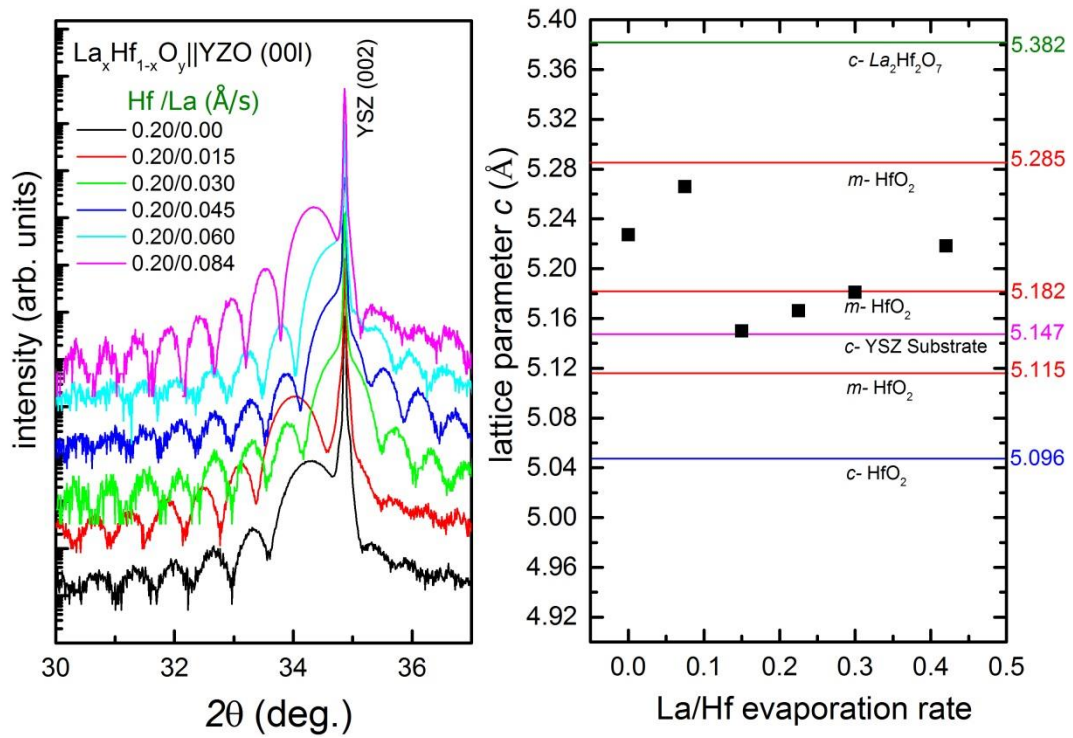 La_xHf_{1-x}O_y||YZO (00l)
Hf /La (Å/s)
0.20/0.00
0.20/0.015
0.20/0.030
0.20/0.045
0.20/0.060
0.20/0.084
YSZ (002)
intensity (arb. units)
30 32 34 36
2θ (deg.)
5.40
5.36
5.32
5.28
5.24
5.20
5.16
5.12
5.08
5.04
5.00
4.96
4.92
lattice parameter c (Å)
5.382
c- La₂Hf₂O₇
5.285
m- HfO₂
5.182
m- HfO₂
5.147
c- YSZ Substrate
5.115
m- HfO₂
5.096
c- HfO₂
0.0 0.1 0.2 0.3 0.4 0.5
La/Hf evaporation rate